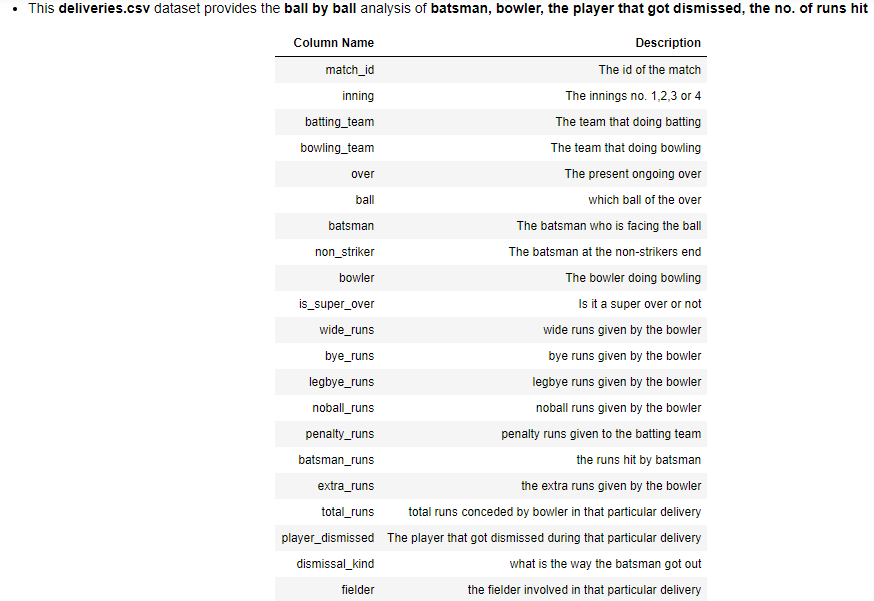 • This deliveries.csv dataset provides the ball by ball analysis of batsman, bowler, the player that got dismissed, the no. of runs hit
Column Name Description
match_id The id of the match
inning The innings no. 1,2,3 or 4
batting_team The team that doing batting
bowling_team The team that doing bowling
over The present ongoing over
ball which ball of the over
batsman The batsman who is facing the ball
non_striker The batsman at the non-strikers end
bowler The bowler doing bowling
is_super_over Is it a super over or not
wide_runs wide runs given by the bowler
bye_runs bye runs given by the bowler
legbye_runs legbye runs given by the bowler
noball_runs noball runs given by the bowler
penalty_runs penalty runs given to the batting team
batsman_runs the runs hit by batsman
extra_runs the extra runs given by the bowler
total_runs total runs conceded by bowler in that particular delivery
player_dismissed The player that got dismissed during that particular delivery
dismissal_kind what is the way the batsman got out
fielder the fielder involved in that particular delivery